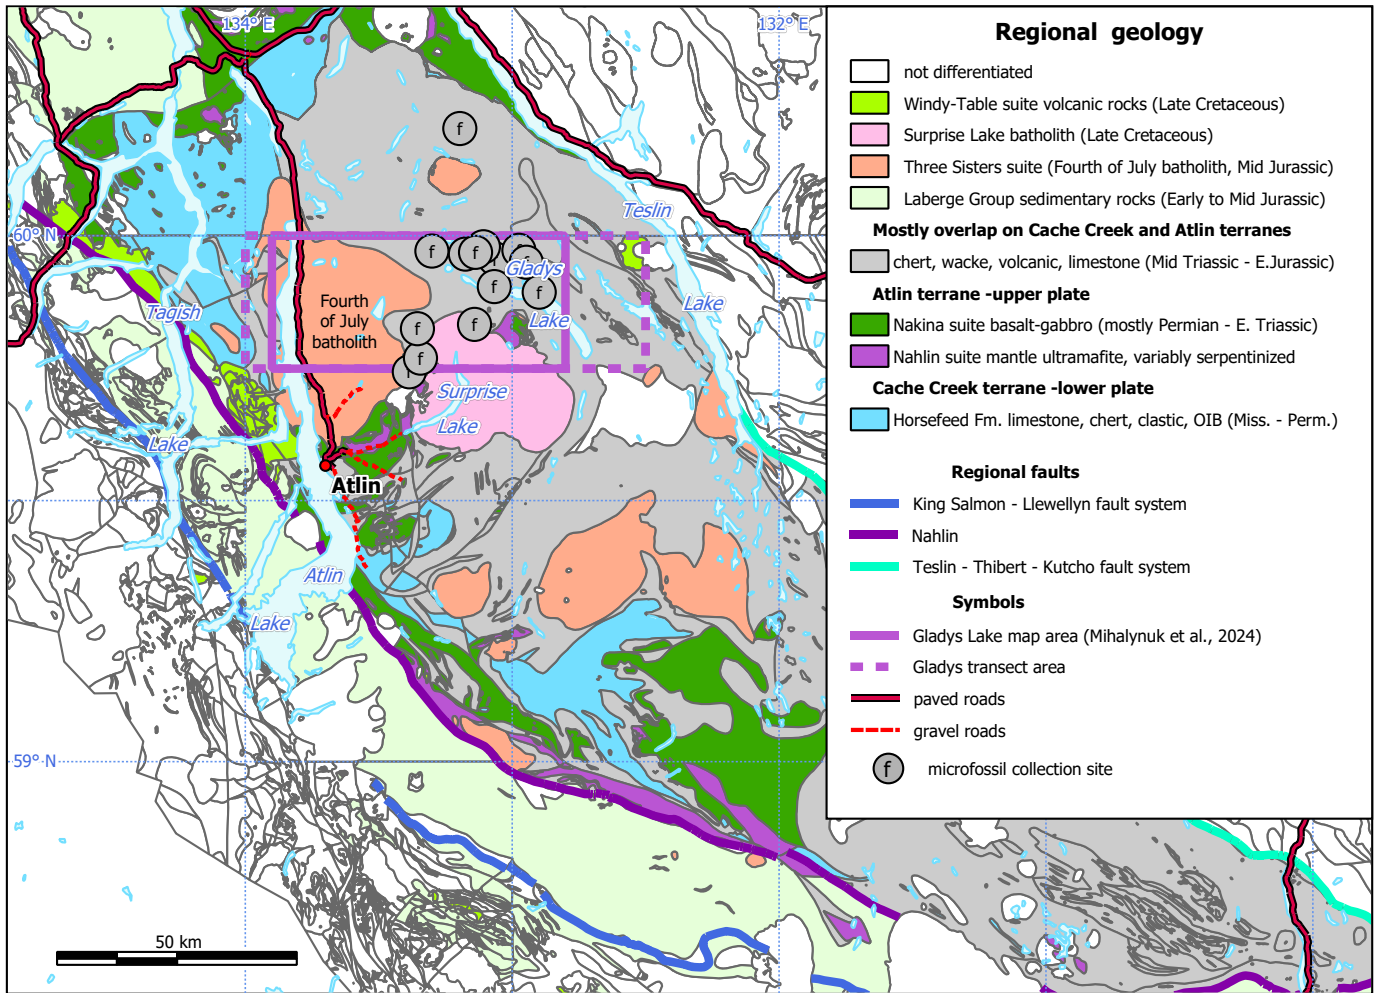 134° E
132° E
60° N
59° N
Teslin
Lake
Gladys
Lake
Fourth
of July
batholith
Tagish
Lake
Surprise
Lake
Atlin
Atlin
Lake
f
f
f
f
f
f
f
f
f
50 km
Regional geology
not differentiated
Windy-Table suite volcanic rocks (Late Cretaceous)
Surprise Lake batholith (Late Cretaceous)
Three Sisters suite (Fourth of July batholith, Mid Jurassic)
Laberge Group sedimentary rocks (Early to Mid Jurassic)
Mostly overlap on Cache Creek and Atlin terranes
chert, wacke, volcanic, limestone (Mid Triassic - E.Jurassic)
Atlin terrane -upper plate
Nakina suite basalt-gabbro (mostly Permian - E. Triassic)
Nahlin suite mantle ultramafite, variably serpentinized
Cache Creek terrane -lower plate
Horsefeed Fm. limestone, chert, clastic, OIB (Miss. - Perm.)
Regional faults
King Salmon - Llewellyn fault system
Nahlin
Teslin - Thibert - Kutcho fault system
Symbols
Gladys Lake map area (Mihalynuk et al., 2024)
Gladys transect area
paved roads
gravel roads
f microfossil collection site